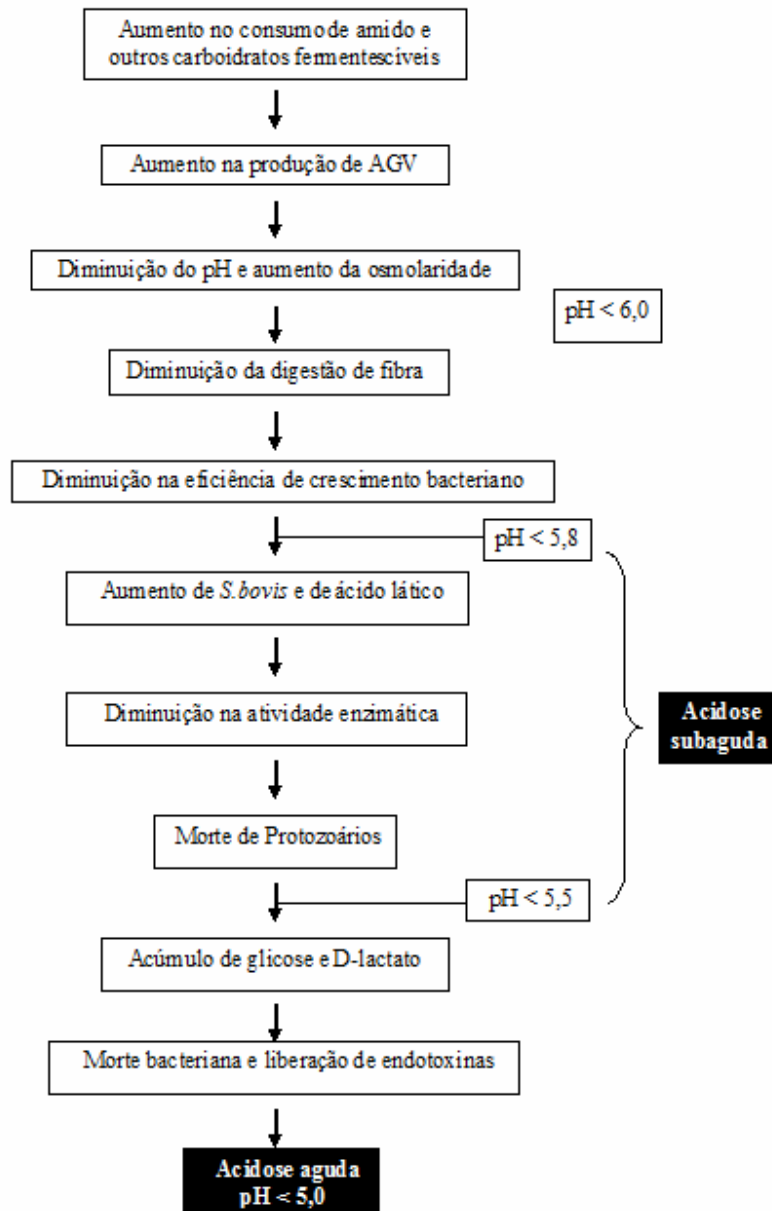 Aumento no consumo de amido e
outros carboidratos fermentescíveis
Aumento na produção de AGV
Diminuição do pH e aumento da osmolaridade
pH < 6,0
Diminuição da digestão de fibra
Diminuição na eficiência de crescimento bacteriano
pH < 5,8
Aumento de S.bovis e de ácido lático
Diminuição na atividade enzimática
Acidose
subaguda
Morte de Protozoários
pH < 5,5
Acúmulo de glicose e D-lactato
Morte bacteriana e liberação de endotoxinas
Acidose aguda
pH < 5,0